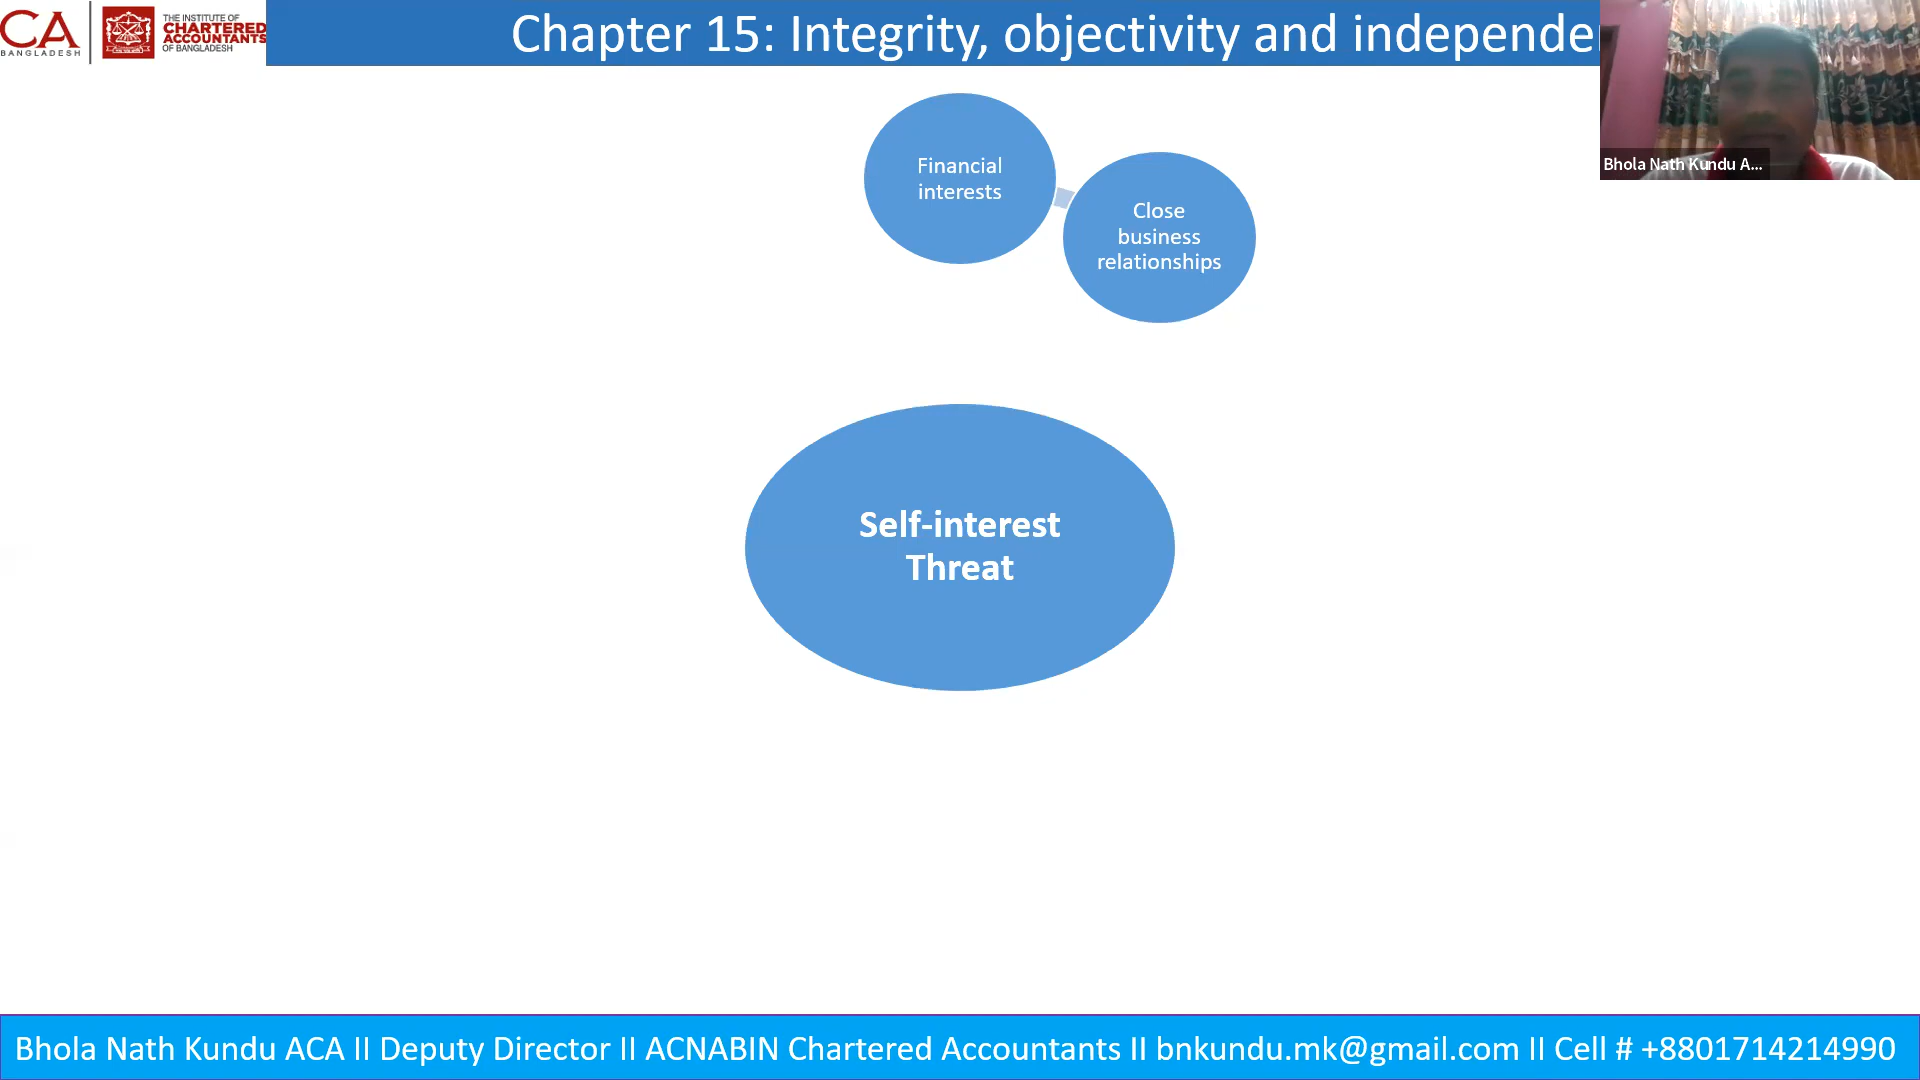 CA
BANGLADESH
THE INSTITUTE OF
CHARTERED
ACCOUNTANTS
OF BANGLADESH
Chapter 15: Integrity, objectivity and independe
Bhola Nath Kundu A...
Financial
interests
Close
business
relationships
Self-interest
Threat
Bhola Nath Kundu ACA II Deputy Director II ACNABIN Chartered Accountants II bnkundu.mk@gmail.com II Cell # +8801714214990